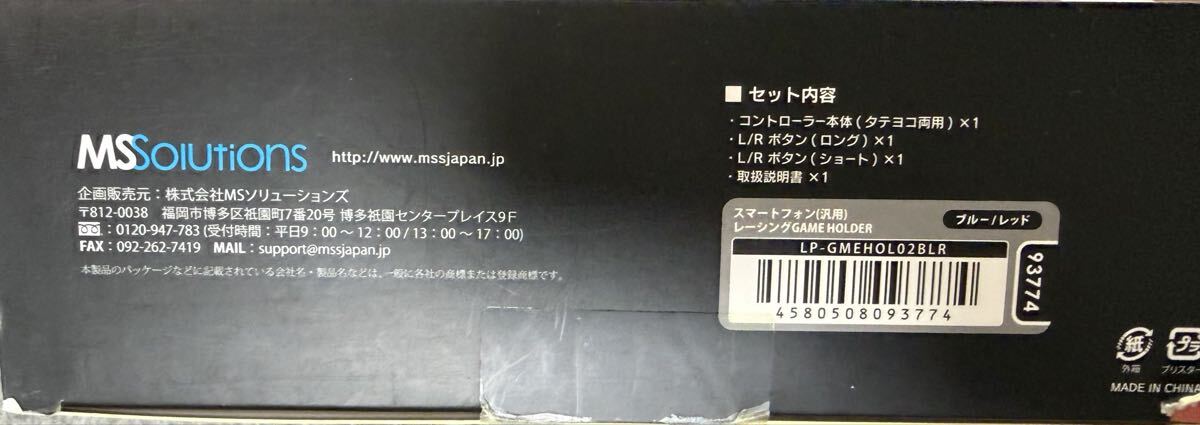 MSSolutions http://www.mssjapan.jp
企画販売元：株式会社MSソリューションズ
〒812-0038 福岡市博多区祇園町7番20号 博多祇園センタープレイス9F
：0120-947-783 (受付時間：平日9：00～12：00/13：00～17：00)
FAX：092-262-7419 MAIL：support@mssjapan.jp
本製品のパッケージなどに記載されている会社名・製品名などは、一般に各社の商標または登録商標です。
■ セット内容
・コントローラー本体(タテヨコ両用)×1
・L/R ボタン(ロング)×1
・L/R ボタン(ショート)×1
・取扱説明書×1
スマートフォン(汎用)
レーシングGAME HOLDER
ブルー/レッド
LP-GMEHOL02BLR
4580508093774
93774
紙
外箱
プラ
ブリスター
MADE IN CHINA